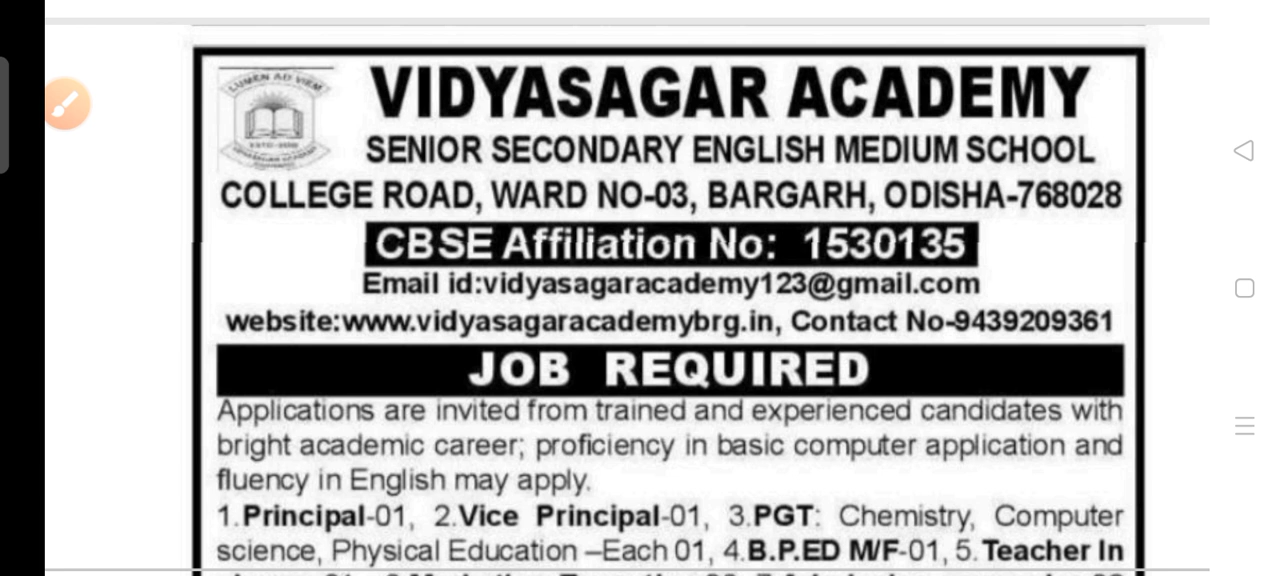 LUMEN AD VIEM
VIDYASAGAR ACADEMY
SENIOR SECONDARY ENGLISH MEDIUM SCHOOL
COLLEGE ROAD, WARD NO-03, BARGARH, ODISHA-768028
CBSE Affiliation No: 1530135
Email id:vidyasagaracademy123@gmail.com
website:www.vidyasagaracademybrg.in, Contact No-9439209361
JOB REQUIRED
Applications are invited from trained and experienced candidates with
bright academic career; proficiency in basic computer application and
fluency in English may apply.
1.Principal-01, 2.Vice Principal-01, 3.PGT: Chemistry, Computer
science, Physical Education –Each 01, 4.B.P.ED M/F-01, 5. Teacher In